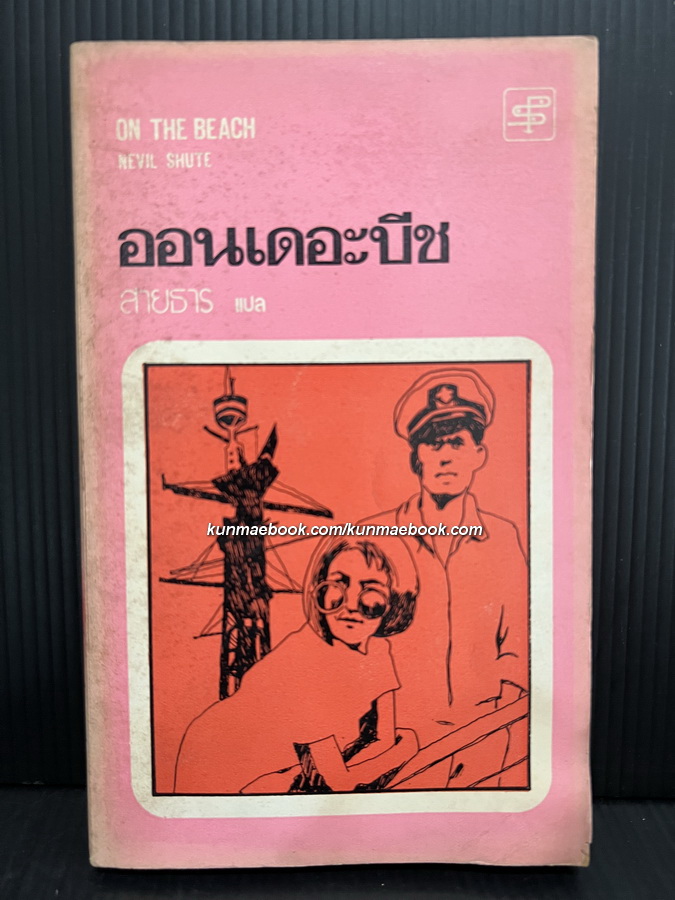 ON THE BEACH
NEVIL SHUTE
ออนเดอะบีช
สายธาร แปล
kunmaebook.com/kunmaebook.com